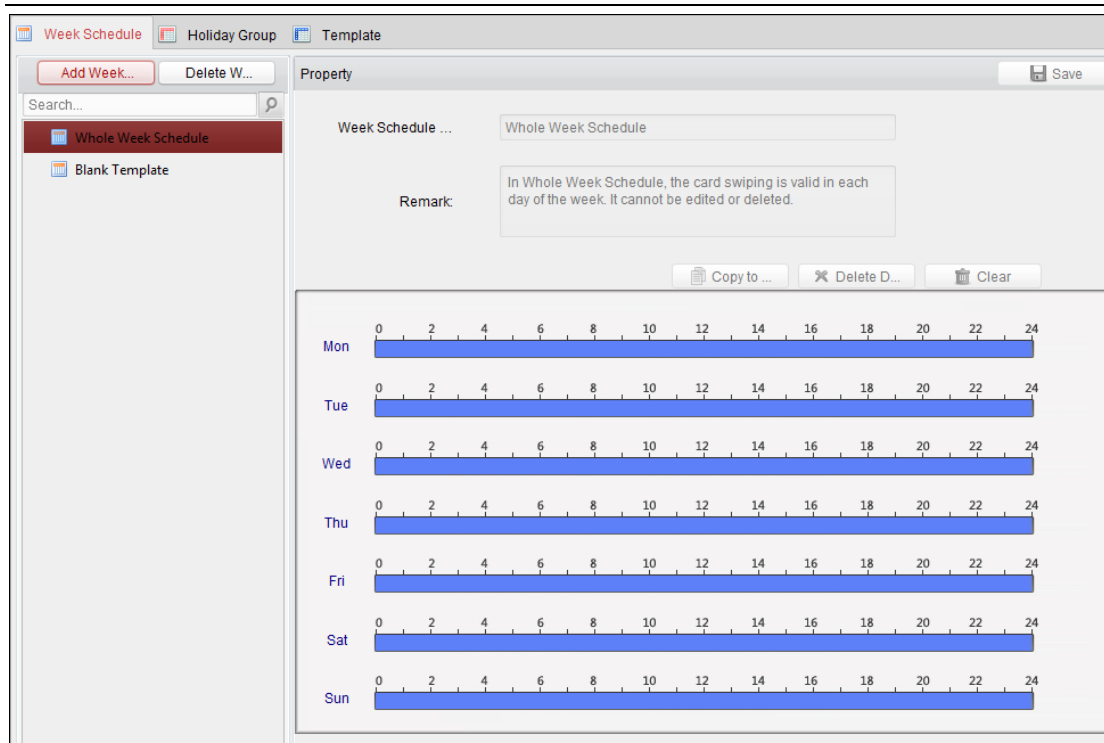 Week Schedule Holiday Group Template
Add Week... Delete W... Property Save
Search...
Whole Week Schedule
Blank Template
Week Schedule ... Whole Week Schedule
Remark: In Whole Week Schedule, the card swiping is valid in each
day of the week. It cannot be edited or deleted.
Copy to ... Delete D... Clear
0 2 4 6 8 10 12 14 16 18 20 22 24
Mon
0 2 4 6 8 10 12 14 16 18 20 22 24
Tue
0 2 4 6 8 10 12 14 16 18 20 22 24
Wed
0 2 4 6 8 10 12 14 16 18 20 22 24
Thu
0 2 4 6 8 10 12 14 16 18 20 22 24
Fri
0 2 4 6 8 10 12 14 16 18 20 22 24
Sat
0 2 4 6 8 10 12 14 16 18 20 22 24
Sun